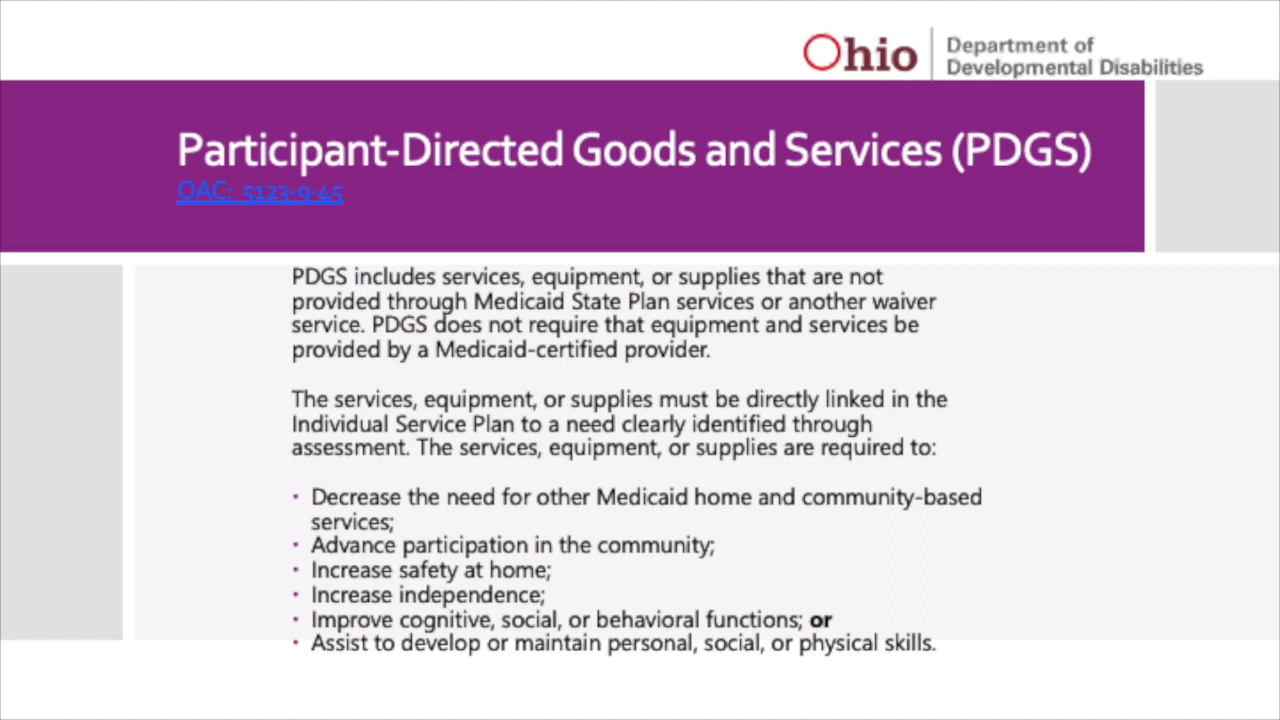 Ohio
Department of
Developmental Disabilities
Participant-Directed Goods and Services (PDGS)
OAC: 5123-9-45
PDGS includes services, equipment, or supplies that are not
provided through Medicaid State Plan services or another waiver
service. PDGS does not require that equipment and services be
provided by a Medicaid-certified provider.
The services, equipment, or supplies must be directly linked in the
Individual Service Plan to a need clearly identified through
assessment. The services, equipment, or supplies are required to:
• Decrease the need for other Medicaid home and community-based
services;
• Advance participation in the community;
• Increase safety at home;
• Increase independence;
• Improve cognitive, social, or behavioral functions; or
• Assist to develop or maintain personal, social, or physical skills.